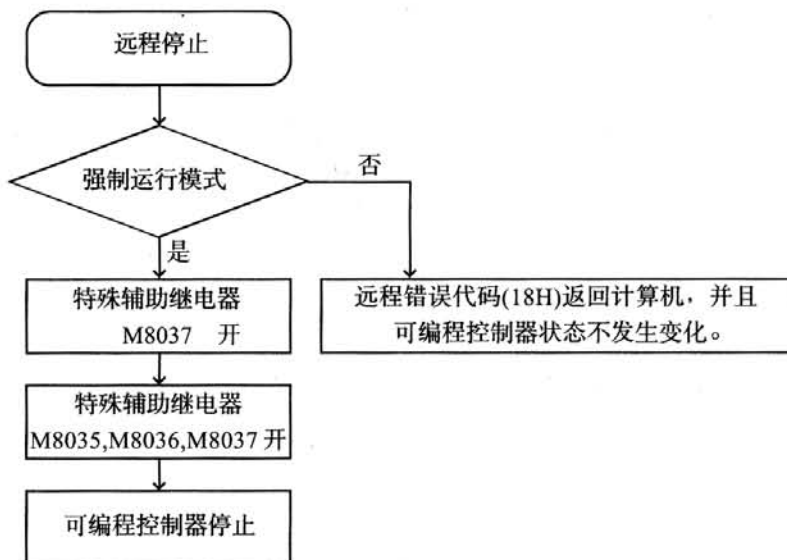 远程停止
强制运行模式
否
是
特殊辅助继电器
M8037 开
远程错误代码(18H)返回计算机，并且
可编程控制器状态不发生变化。
特殊辅助继电器
M8035,M8036,M8037 开
可编程控制器停止